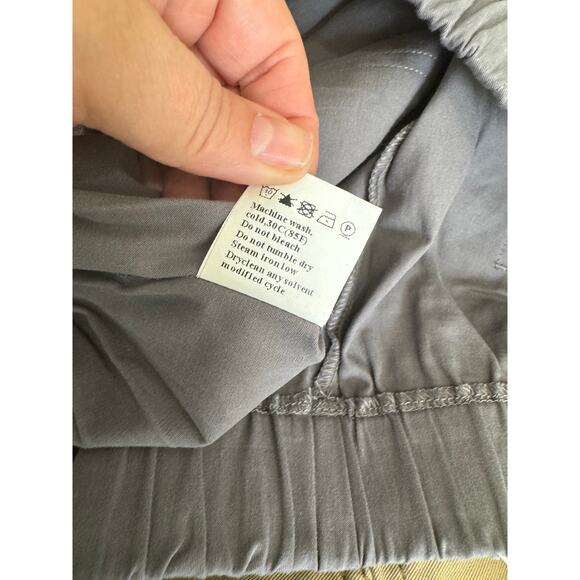 30
P
Machine wash,
cold,30C(85F)
Do not bleach
Do not tumble dry
Steam iron low
Dryclean any solvent
modified cycle